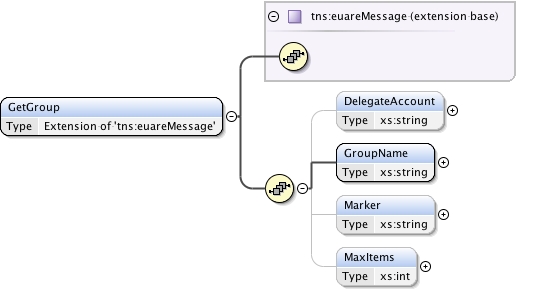 tns:euareMessage (extension base)
GetGroup
Type Extension of 'tns:euareMessage'
DelegateAccount
Type xs:string
GroupName
Type xs:string
Marker
Type xs:string
MaxItems
Type xs:int